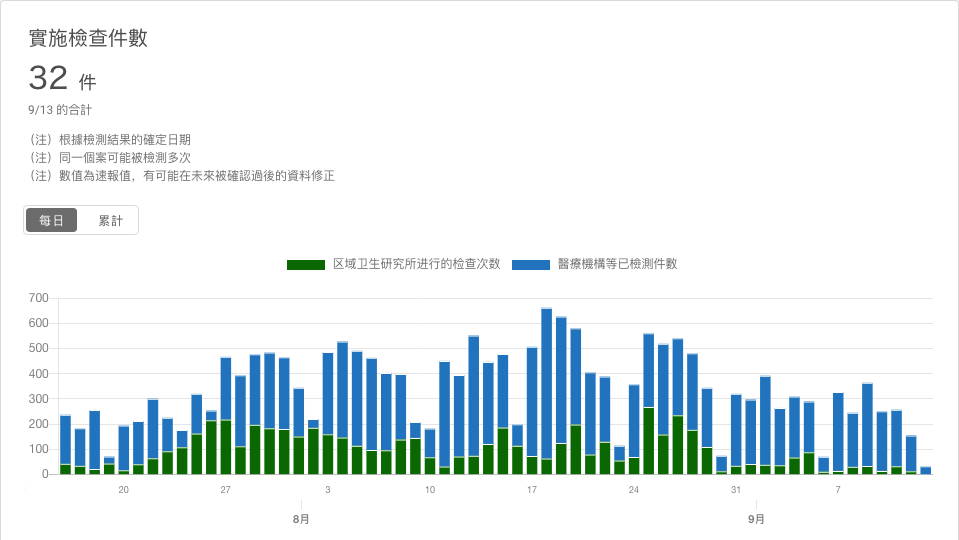 實施檢查件數
32 件
9/13 的合計
（注）根據檢測結果的確定日期
（注）同一個案可能被檢測多次
（注）數值為速報值，有可能在未來被確認過後的資料修正
每日 累計
区域卫生研究所进行的检查次数 醫療機構等已檢測件數
700
600
500
400
300
200
100
0
20 27 3 10 17 24 31 7
8月 9月